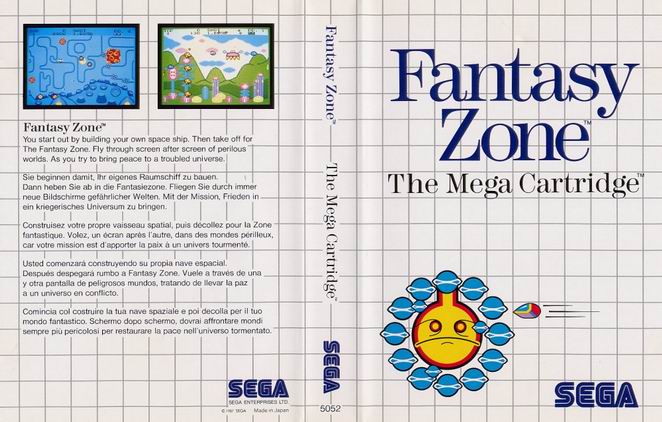 Fantasy Zone™
You start out by building your own space ship. Then take off for
The Fantasy Zone. Fly through screen after screen of perilous
worlds. As you try to bring peace to a troubled universe.
Sie beginnen damit, Ihr eigenes Raumschiff zu bauen.
Dann heben Sie ab in die Fantasiezone. Fliegen Sie durch immer
neue Bildschirme gefährlicher Welten. Mit der Mission, Frieden in
ein kriegerisches Universum zu bringen.
Construisez votre propre vaisseau spatial, puis décollez pour la Zone
fantastique. Volez, un écran après l'autre, dans des mondes périlleux,
car votre mission est d'apporter la paix à un univers tourmenté.
Usted comenzará construyendo su propia nave espacial.
Después despegará rumbo a Fantasy Zone. Vuele a través de una
y otra pantalla de peligrosos mundos, tratando de llevar la paz
a un universo en conflicto.
Comincia col costruire la tua nave spaziale e poi decolla per il tuo
mondo fantastico. Schermo dopo schermo, dovrai affrontare mondi
sempre più pericolosi per restaurare la pace nell'universo tormentato.
SEGA
SEGA ENTERPRISES LTD.
© 1987 SEGA Made in Japan
Fantasy Zone™
The Mega Cartridge™
SEGA
5052
Fantasy
Zone™
The Mega Cartridge™
SEGA